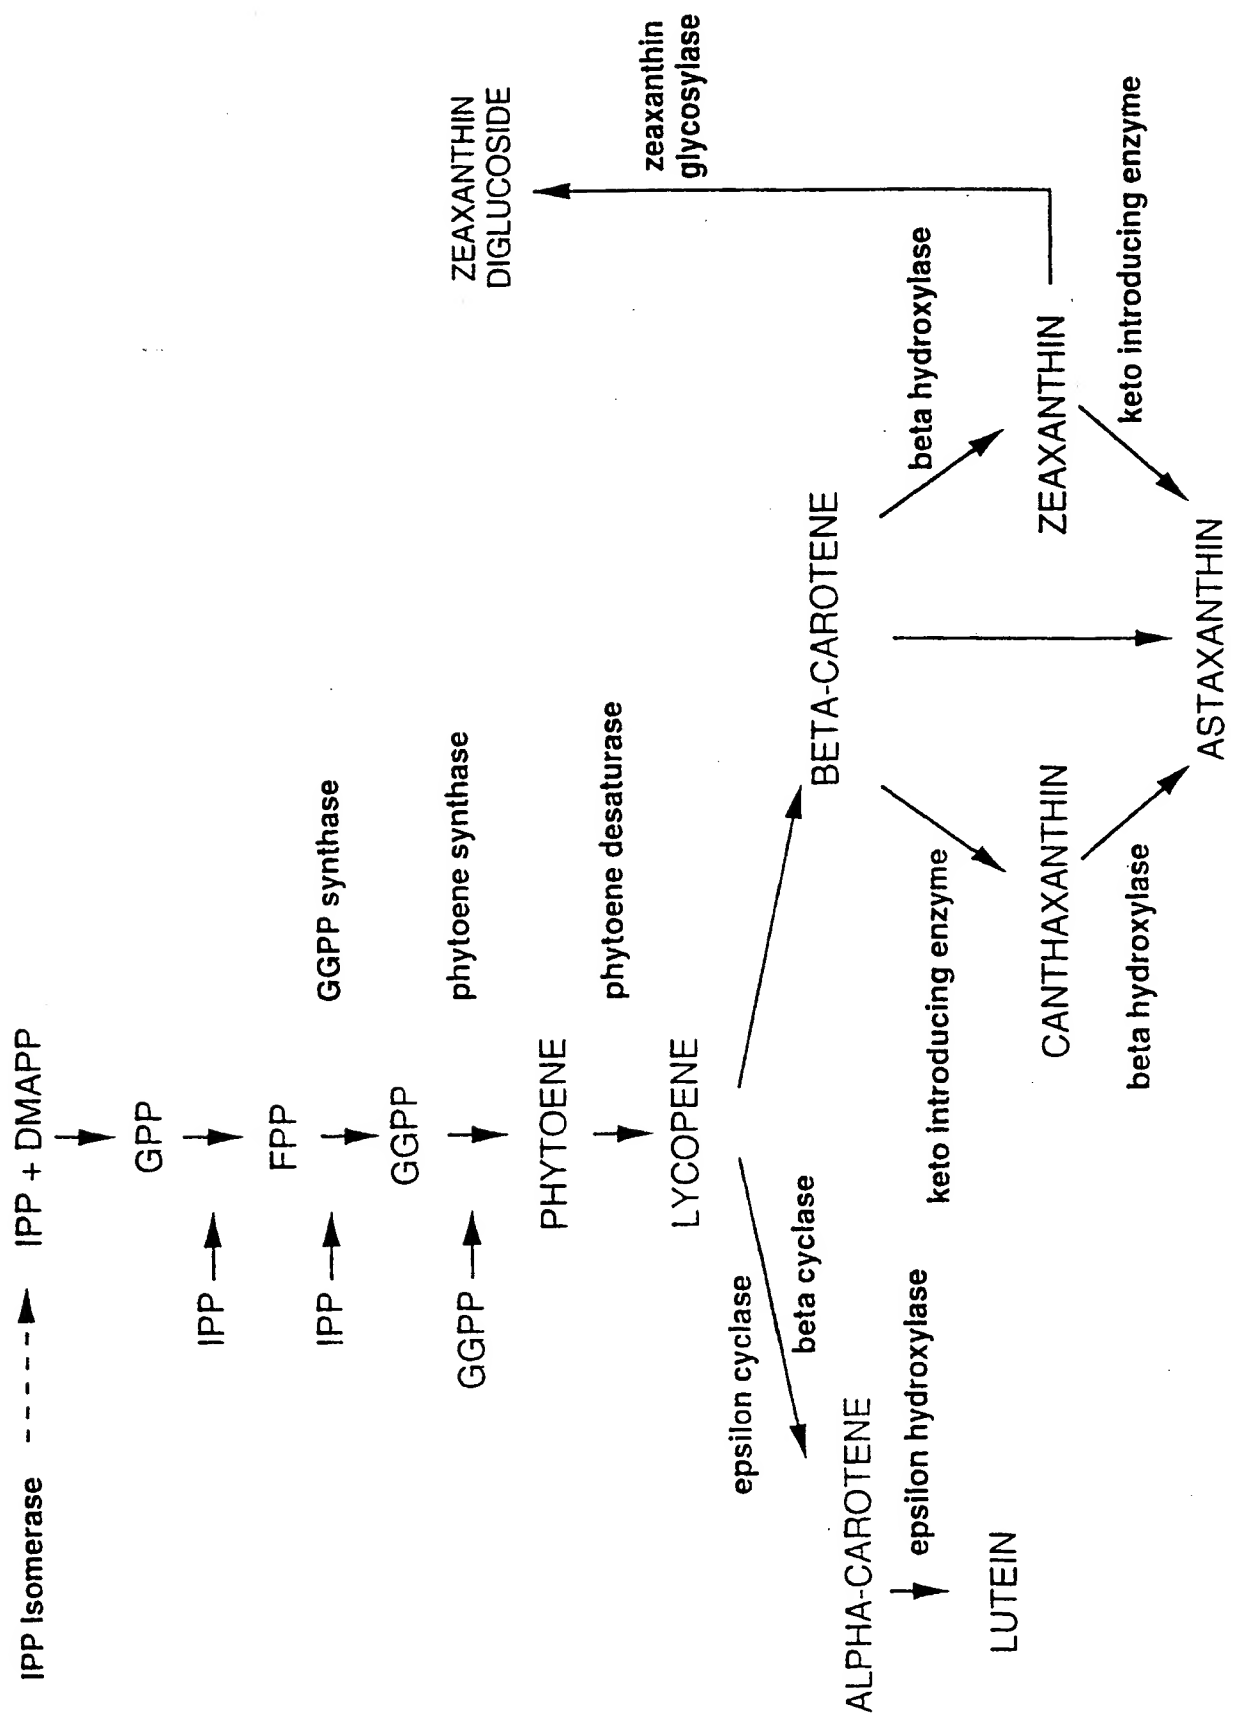 IPP Isomerase
IPP + DMAPP
GPP
IPP
FPP
IPP
GGPP synthase
GGPP
GGPP
phytoene synthase
PHYTOENE
phytoene desaturase
LYCOPENE
epsilon cyclase
beta cyclase
ALPHA-CAROTENE
epsilon hydroxylase
LUTEIN
BETA-CAROTENE
keto introducing enzyme
beta hydroxylase
CANTHAXANTHIN
ZEAXANTHIN
beta hydroxylase
keto introducing enzyme
ASTAXANTHIN
ZEAXANTHIN
DIGLUCOSIDE
zeaxanthin
glycosylase